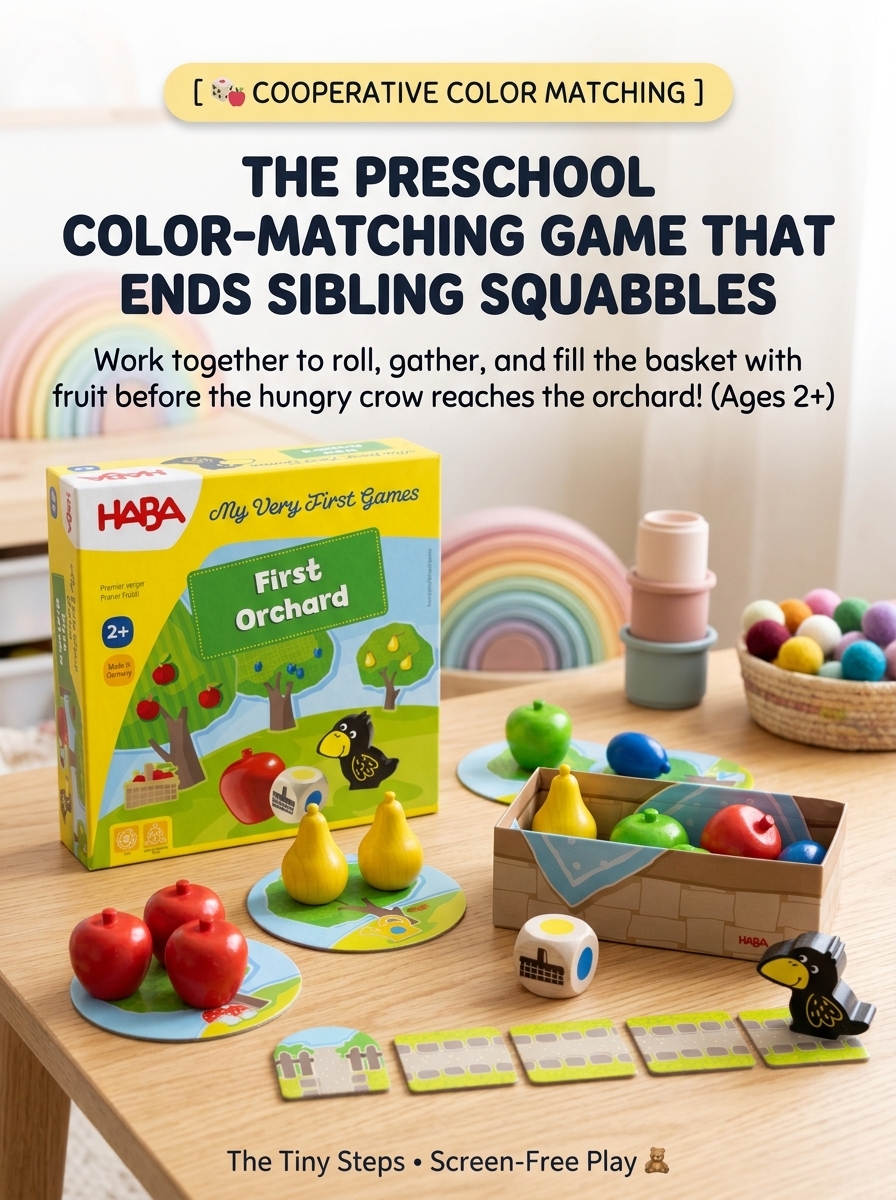 [ COOPERATIVE COLOR MATCHING ]
THE PRESCHOOL
COLOR-MATCHING GAME THAT
ENDS SIBLING SQUABBLES
Work together to roll, gather, and fill the basket with
fruit before the hungry crow reaches the orchard! (Ages 2+)
HABA
My Very First Games
Premier verger
First
Orchard
2+
Made in
Germany
HABA
The Tiny Steps • Screen-Free Play